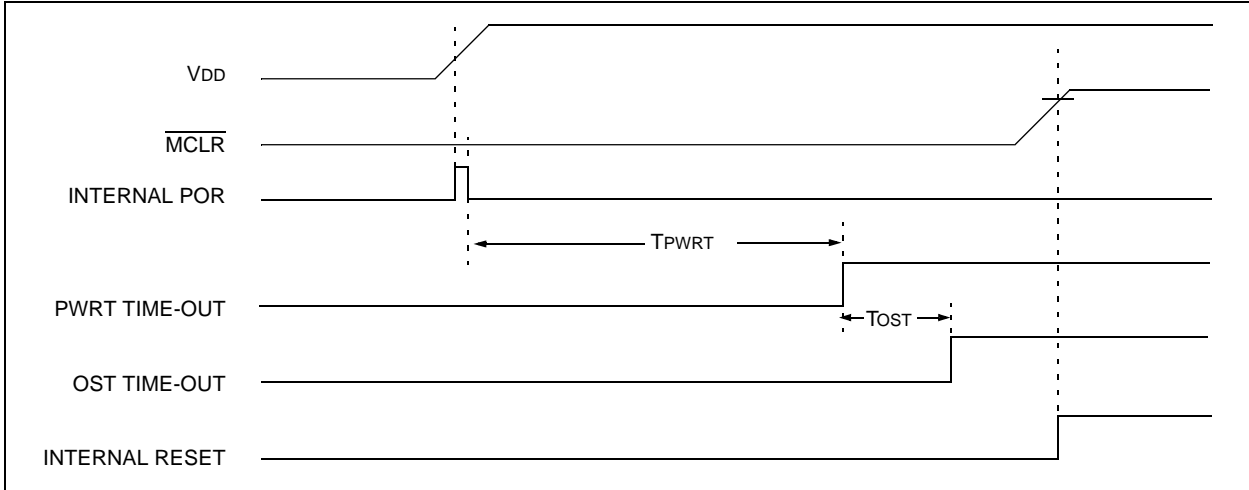 VDD
MCLR
INTERNAL POR
TPWRT
PWRT TIME-OUT
TOST
OST TIME-OUT
INTERNAL RESET